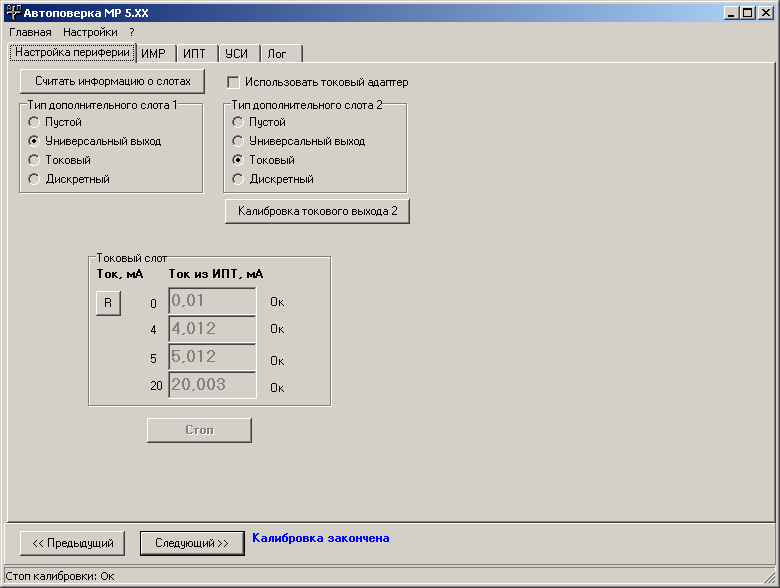 Автоповерка МР 5.XX
Главная Настройки ?
Настройка периферии ИМР ИПТ УСИ Лог
Считать информацию о слотах
Использовать токовый адаптер
Тип дополнительного слота 1
Пустой
Универсальный выход
Токовый
Дискретный
Тип дополнительного слота 2
Пустой
Универсальный выход
Токовый
Дискретный
Калибровка токового выхода 2
Токовый слот
Ток, мА Ток из ИПТ, мА
R 0 0,01 Ок
4 4,012 Ок
5 5,012 Ок
20 20,003 Ок
Стоп
<< Предыдущий Следующий >> Калибровка закончена
Стоп калибровки: Ок